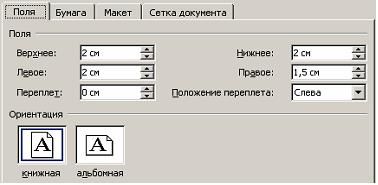 Поля Бумага Макет Сетка документа
Поля
Верхнее: 2 см Нижнее: 2 см
Левое: 2 см Правое: 1,5 см
Переплет: 0 см Положение переплета: Слева
Ориентация
A A
книжная альбомная